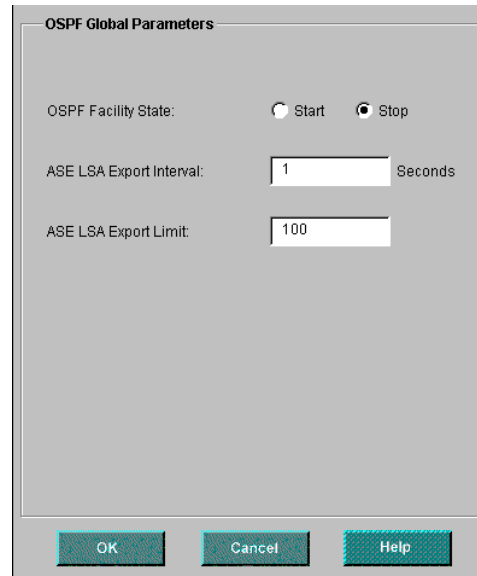 OSPF Global Parameters
OSPF Facility State: Start Stop
ASE LSA Export Interval: 1 Seconds
ASE LSA Export Limit: 100
OK Cancel Help